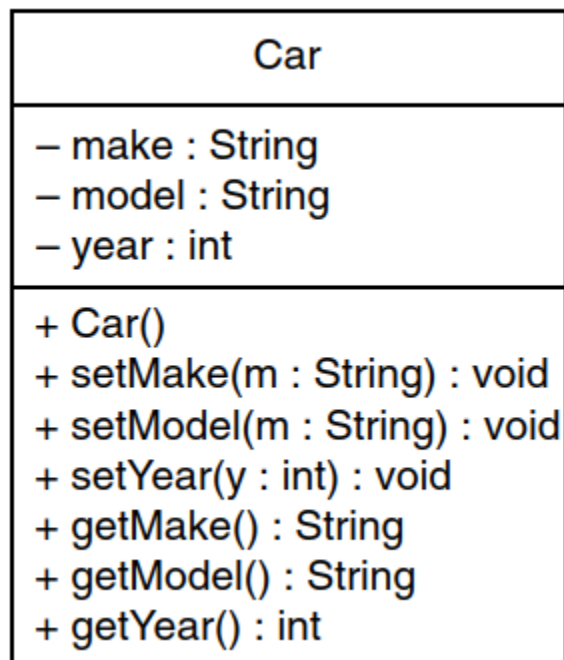 Car
– make : String
– model : String
– year : int
+ Car()
+ setMake(m : String) : void
+ setModel(m : String) : void
+ setYear(y : int) : void
+ getMake() : String
+ getModel() : String
+ getYear() : int